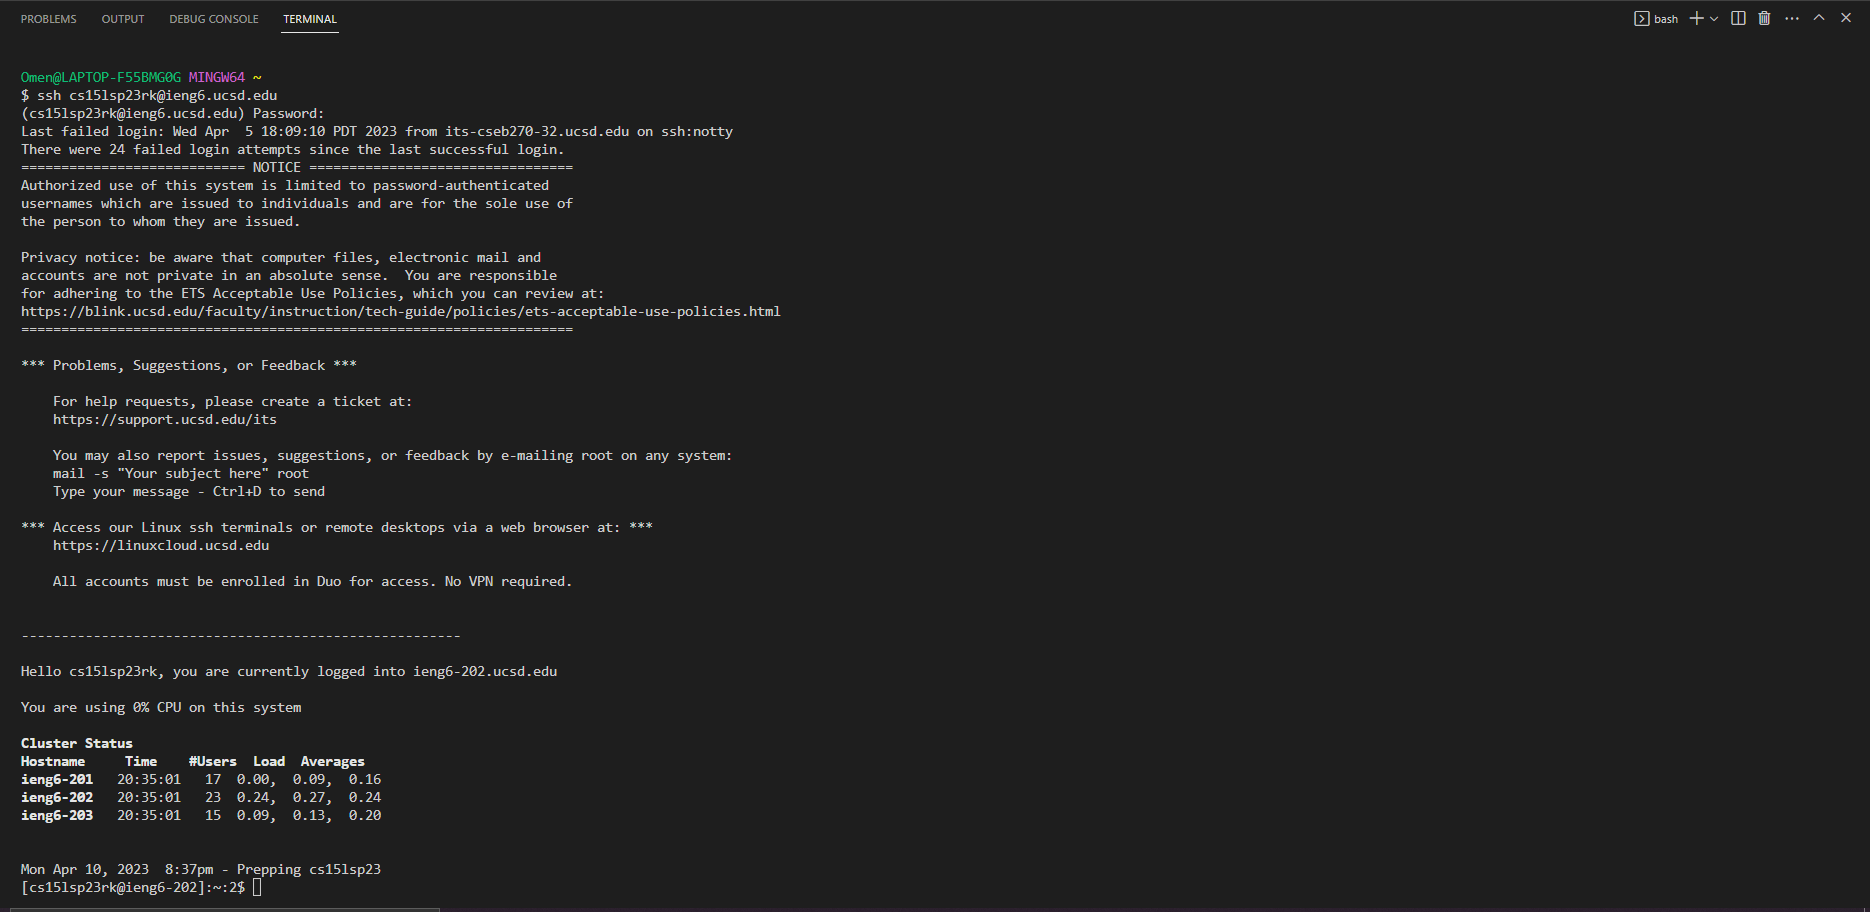 PROBLEMS OUTPUT DEBUG CONSOLE TERMINAL bash
Omen@LAPTOP-F55BMG0G MINGW64 ~
$ ssh cs15lsp23rk@ieng6.ucsd.edu
(cs15lsp23rk@ieng6.ucsd.edu) Password:
Last failed login: Wed Apr  5 18:09:10 PDT 2023 from its-cseb270-32.ucsd.edu on ssh:notty
There were 24 failed login attempts since the last successful login.
============================ NOTICE =================================
Authorized use of this system is limited to password-authenticated
usernames which are issued to individuals and are for the sole use of
the person to whom they are issued.
Privacy notice: be aware that computer files, electronic mail and
accounts are not private in an absolute sense.  You are responsible
for adhering to the ETS Acceptable Use Policies, which you can review at:
https://blink.ucsd.edu/faculty/instruction/tech-guide/policies/ets-acceptable-use-policies.html
=====================================================================
*** Problems, Suggestions, or Feedback ***
For help requests, please create a ticket at:
https://support.ucsd.edu/its
You may also report issues, suggestions, or feedback by e-mailing root on any system:
mail -s "Your subject here" root
Type your message - Ctrl+D to send
*** Access our Linux ssh terminals or remote desktops via a web browser at: ***
https://linuxcloud.ucsd.edu
All accounts must be enrolled in Duo for access. No VPN required.
-------------------------------------------------------
Hello cs15lsp23rk, you are currently logged into ieng6-202.ucsd.edu
You are using 0% CPU on this system
Cluster Status
Hostname     Time    #Users  Load  Averages
ieng6-201   20:35:01   17  0.00,  0.09,  0.16
ieng6-202   20:35:01   23  0.24,  0.27,  0.24
ieng6-203   20:35:01   15  0.09,  0.13,  0.20
Mon Apr 10, 2023  8:37pm - Prepping cs15lsp23
[cs15lsp23rk@ieng6-202]:~:2$